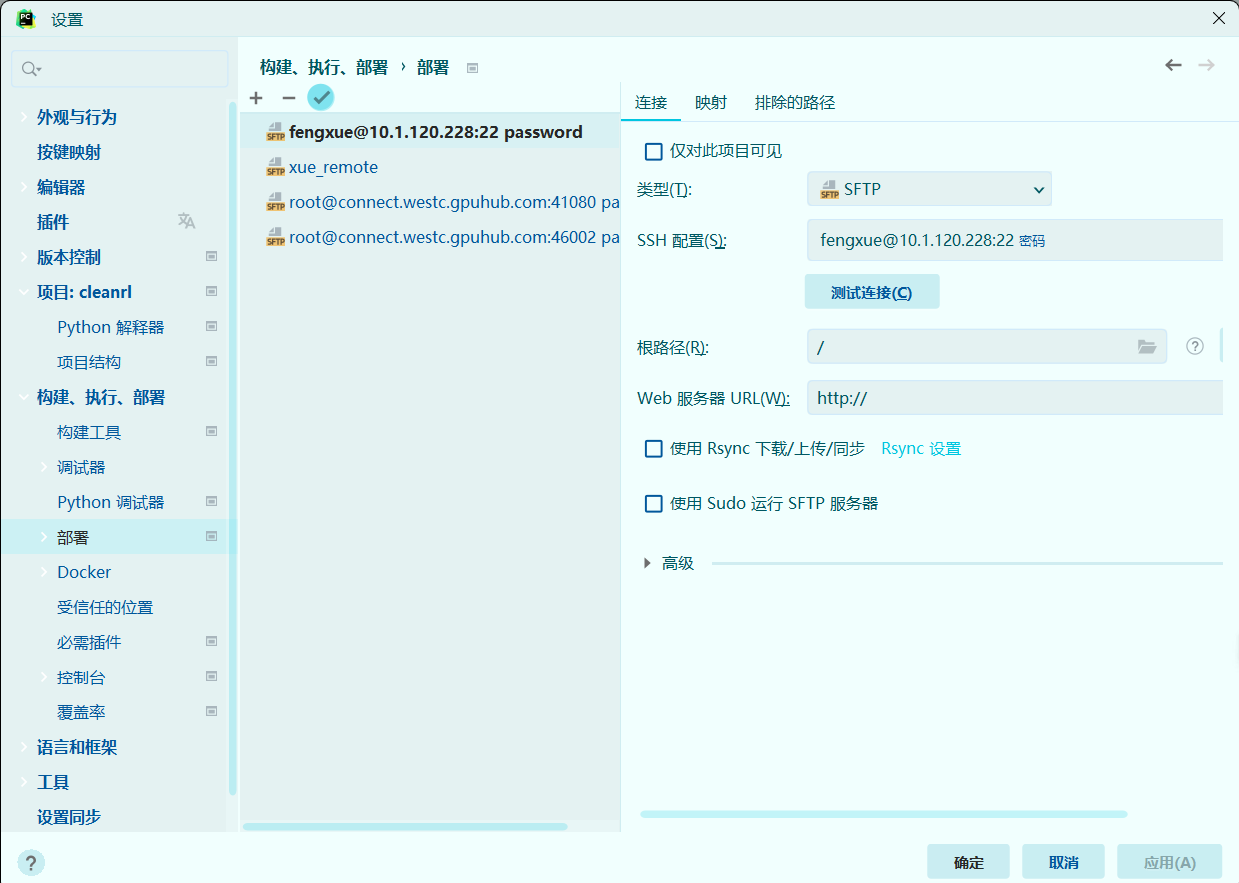 设置
外观与行为
按键映射
编辑器
插件
版本控制
项目: cleanrl
Python 解释器
项目结构
构建、执行、部署
构建工具
调试器
Python 调试器
部署
Docker
受信任的位置
必需插件
控制台
覆盖率
语言和框架
工具
设置同步
构建、执行、部署 › 部署
fengxue@10.1.120.228:22 password
xue_remote
root@connect.westc.gpuhub.com:41080 pa
root@connect.westc.gpuhub.com:46002 pa
连接 映射 排除的路径
仅对此项目可见
类型(T): SFTP
SSH 配置(S): fengxue@10.1.120.228:22 密码
测试连接(C)
根路径(R): /
Web 服务器 URL(W): http://
使用 Rsync 下载/上传/同步 Rsync 设置
使用 Sudo 运行 SFTP 服务器
高级
? 确定 取消 应用(A)